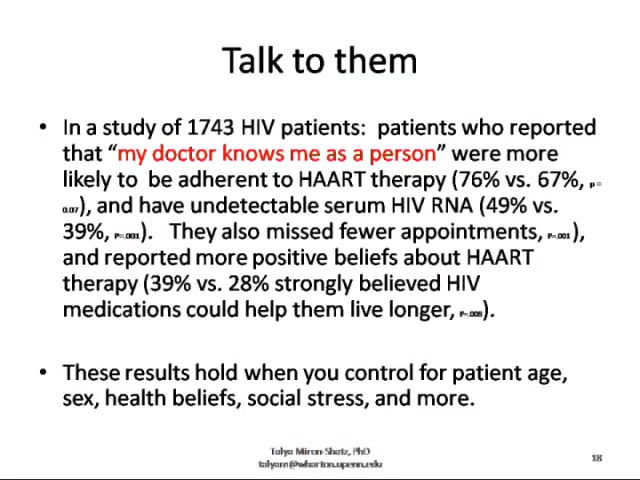 Talk to them
• In a study of 1743 HIV patients: patients who reported
that “my doctor knows me as a person” were more
likely to be adherent to HAART therapy (76% vs. 67%, p =
0.07), and have undetectable serum HIV RNA (49% vs.
39%, P=.001). They also missed fewer appointments, P=.001),
and reported more positive beliefs about HAART
therapy (39% vs. 28% strongly believed HIV
medications could help them live longer, P=.008).
• These results hold when you control for patient age,
sex, health beliefs, social stress, and more.
Talya Miron-Shatz, PhD
talyam@wharton.upenn.edu
18